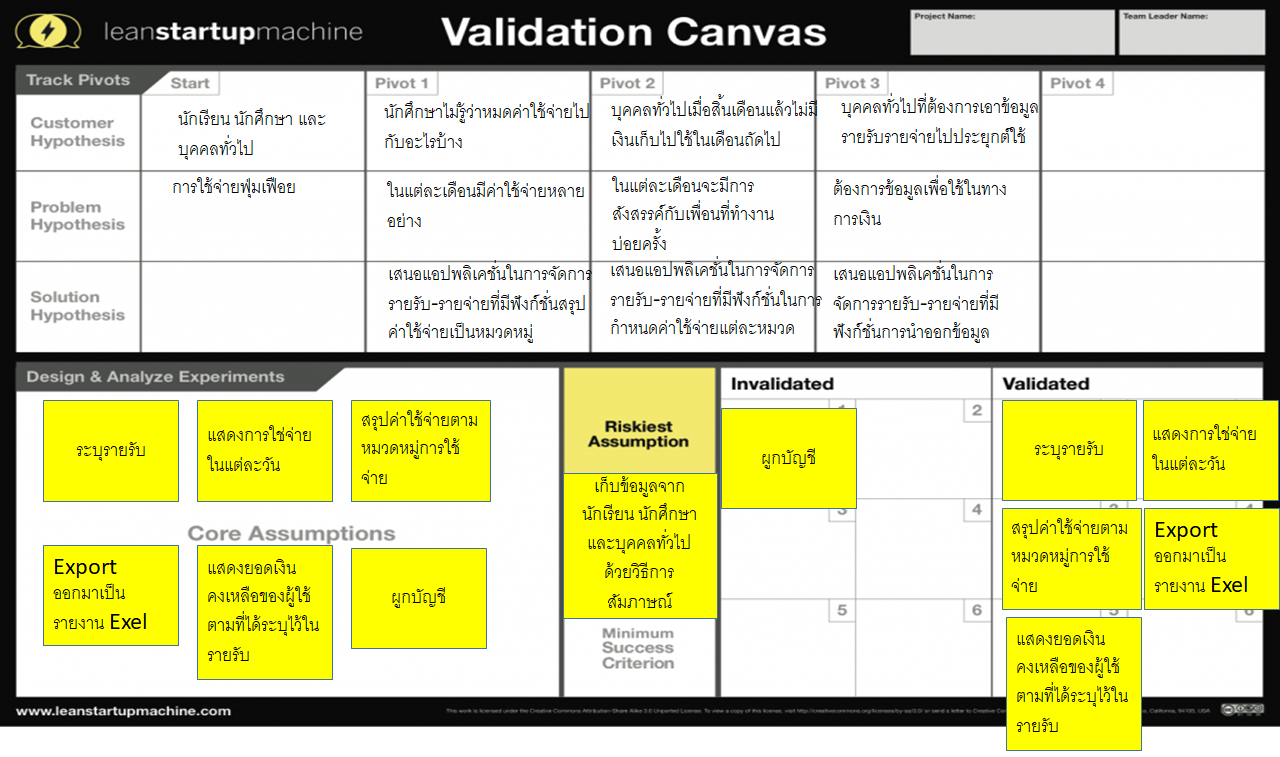 leanstartupmachine
Validation Canvas
Project Name:
Team Leader Name:
Track Pivots
Start
Pivot 1
Pivot 2
Pivot 3
Pivot 4
Customer
Hypothesis
นักเรียน นักศึกษา และ
บุคคลทั่วไป
นักศึกษาไม่รู้ว่าหมดค่าใช้จ่ายไป
กับอะไรบ้าง
บุคคลทั่วไปเมื่อสิ้นเดือนแล้วไม่มี
เงินเก็บไปใช้ในเดือนถัดไป
บุคคลทั่วไปที่ต้องการเอาข้อมูล
รายรับรายจ่ายไปประยุกต์ใช้
Problem
Hypothesis
การใช้จ่ายฟุ่มเฟือย
ในแต่ละเดือนมีค่าใช้จ่ายหลาย
อย่าง
ในแต่ละเดือนจะมีการ
สังสรรค์กับเพื่อนที่ทำงาน
บ่อยครั้ง
ต้องการข้อมูลเพื่อใช้ในทาง
การเงิน
Solution
Hypothesis
เสนอแอปพลิเคชั่นในการจัดการ
รายรับ-รายจ่ายที่มีฟังก์ชั่นสรุป
ค่าใช้จ่ายเป็นหมวดหมู่
เสนอแอปพลิเคชั่นในการจัดการ
รายรับ-รายจ่ายที่มีฟังก์ชั่นในการ
กำหนดค่าใช้จ่ายแต่ละหมวด
เสนอแอปพลิเคชั่นในการ
จัดการรายรับ-รายจ่ายที่มี
ฟังก์ชั่นการนำออกข้อมูล
Design & Analyze Experiments
ระบุรายรับ
แสดงการใช่จ่าย
ในแต่ละวัน
สรุปค่าใช้จ่ายตาม
หมวดหมู่การใช้
จ่าย
Core Assumptions
Export
ออกมาเป็น
รายงาน Exel
แสดงยอดเงิน
คงเหลือของผู้ใช้
ตามที่ได้ระบุไว้ใน
รายรับ
ผูกบัญชี
Riskiest
Assumption
เก็บข้อมูลจาก
นักเรียน นักศึกษา
และบุคคลทั่วไป
ด้วยวิธีการ
สัมภาษณ์
Minimum
Success
Criterion
Invalidated
2
ผูกบัญชี
3
4
5
6
Validated
ระบุรายรับ
แสดงการใช่จ่าย
ในแต่ละวัน
สรุปค่าใช้จ่ายตาม
หมวดหมู่การใช้
จ่าย
Export
ออกมาเป็น
รายงาน Exel
แสดงยอดเงิน
คงเหลือของผู้ใช้
ตามที่ได้ระบุไว้ใน
รายรับ
www.leanstartupmachine.com